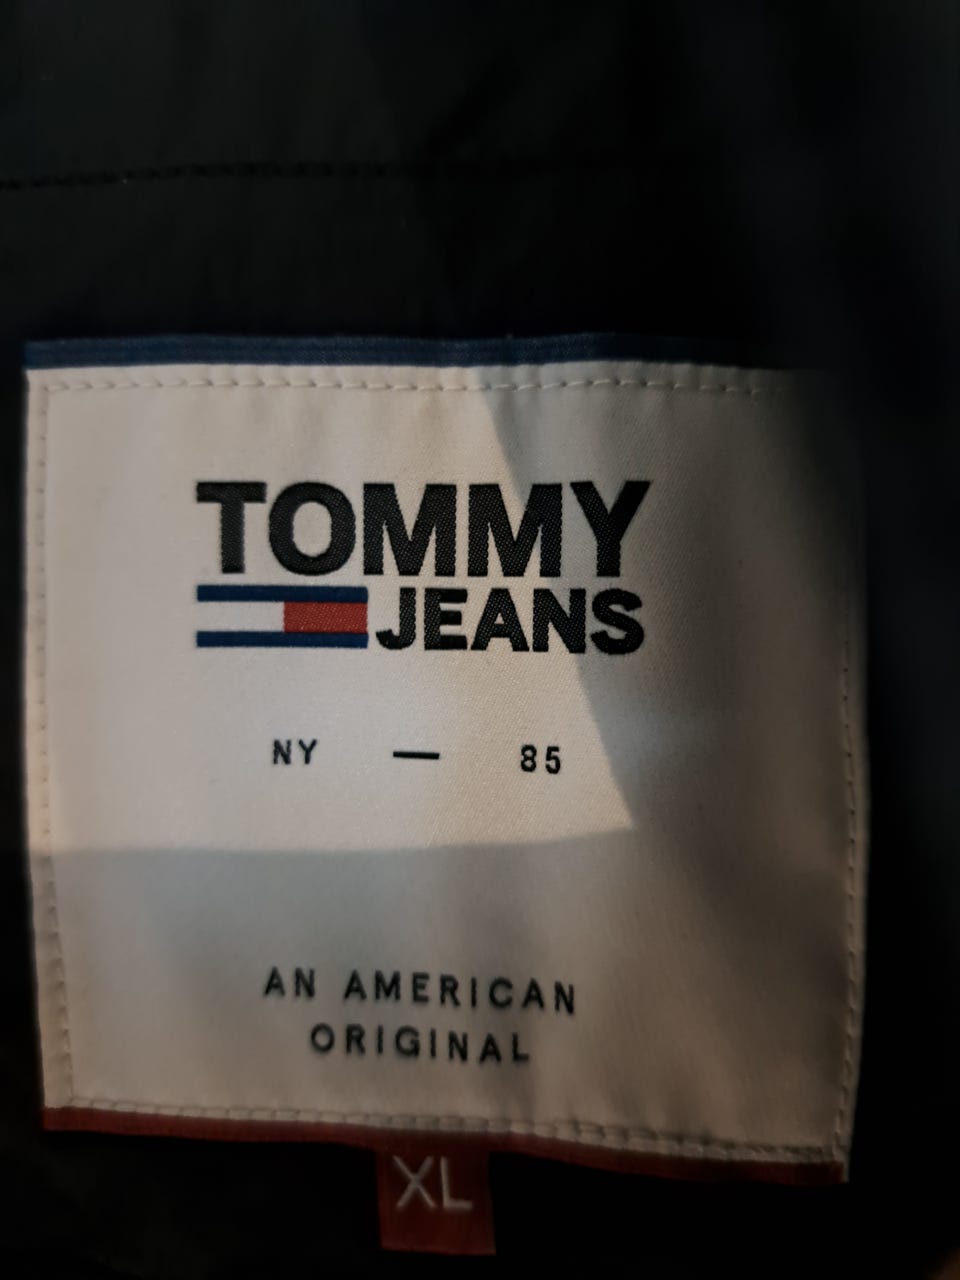 TOMMY
JEANS
NY — 85
AN AMERICAN
ORIGINAL
XL